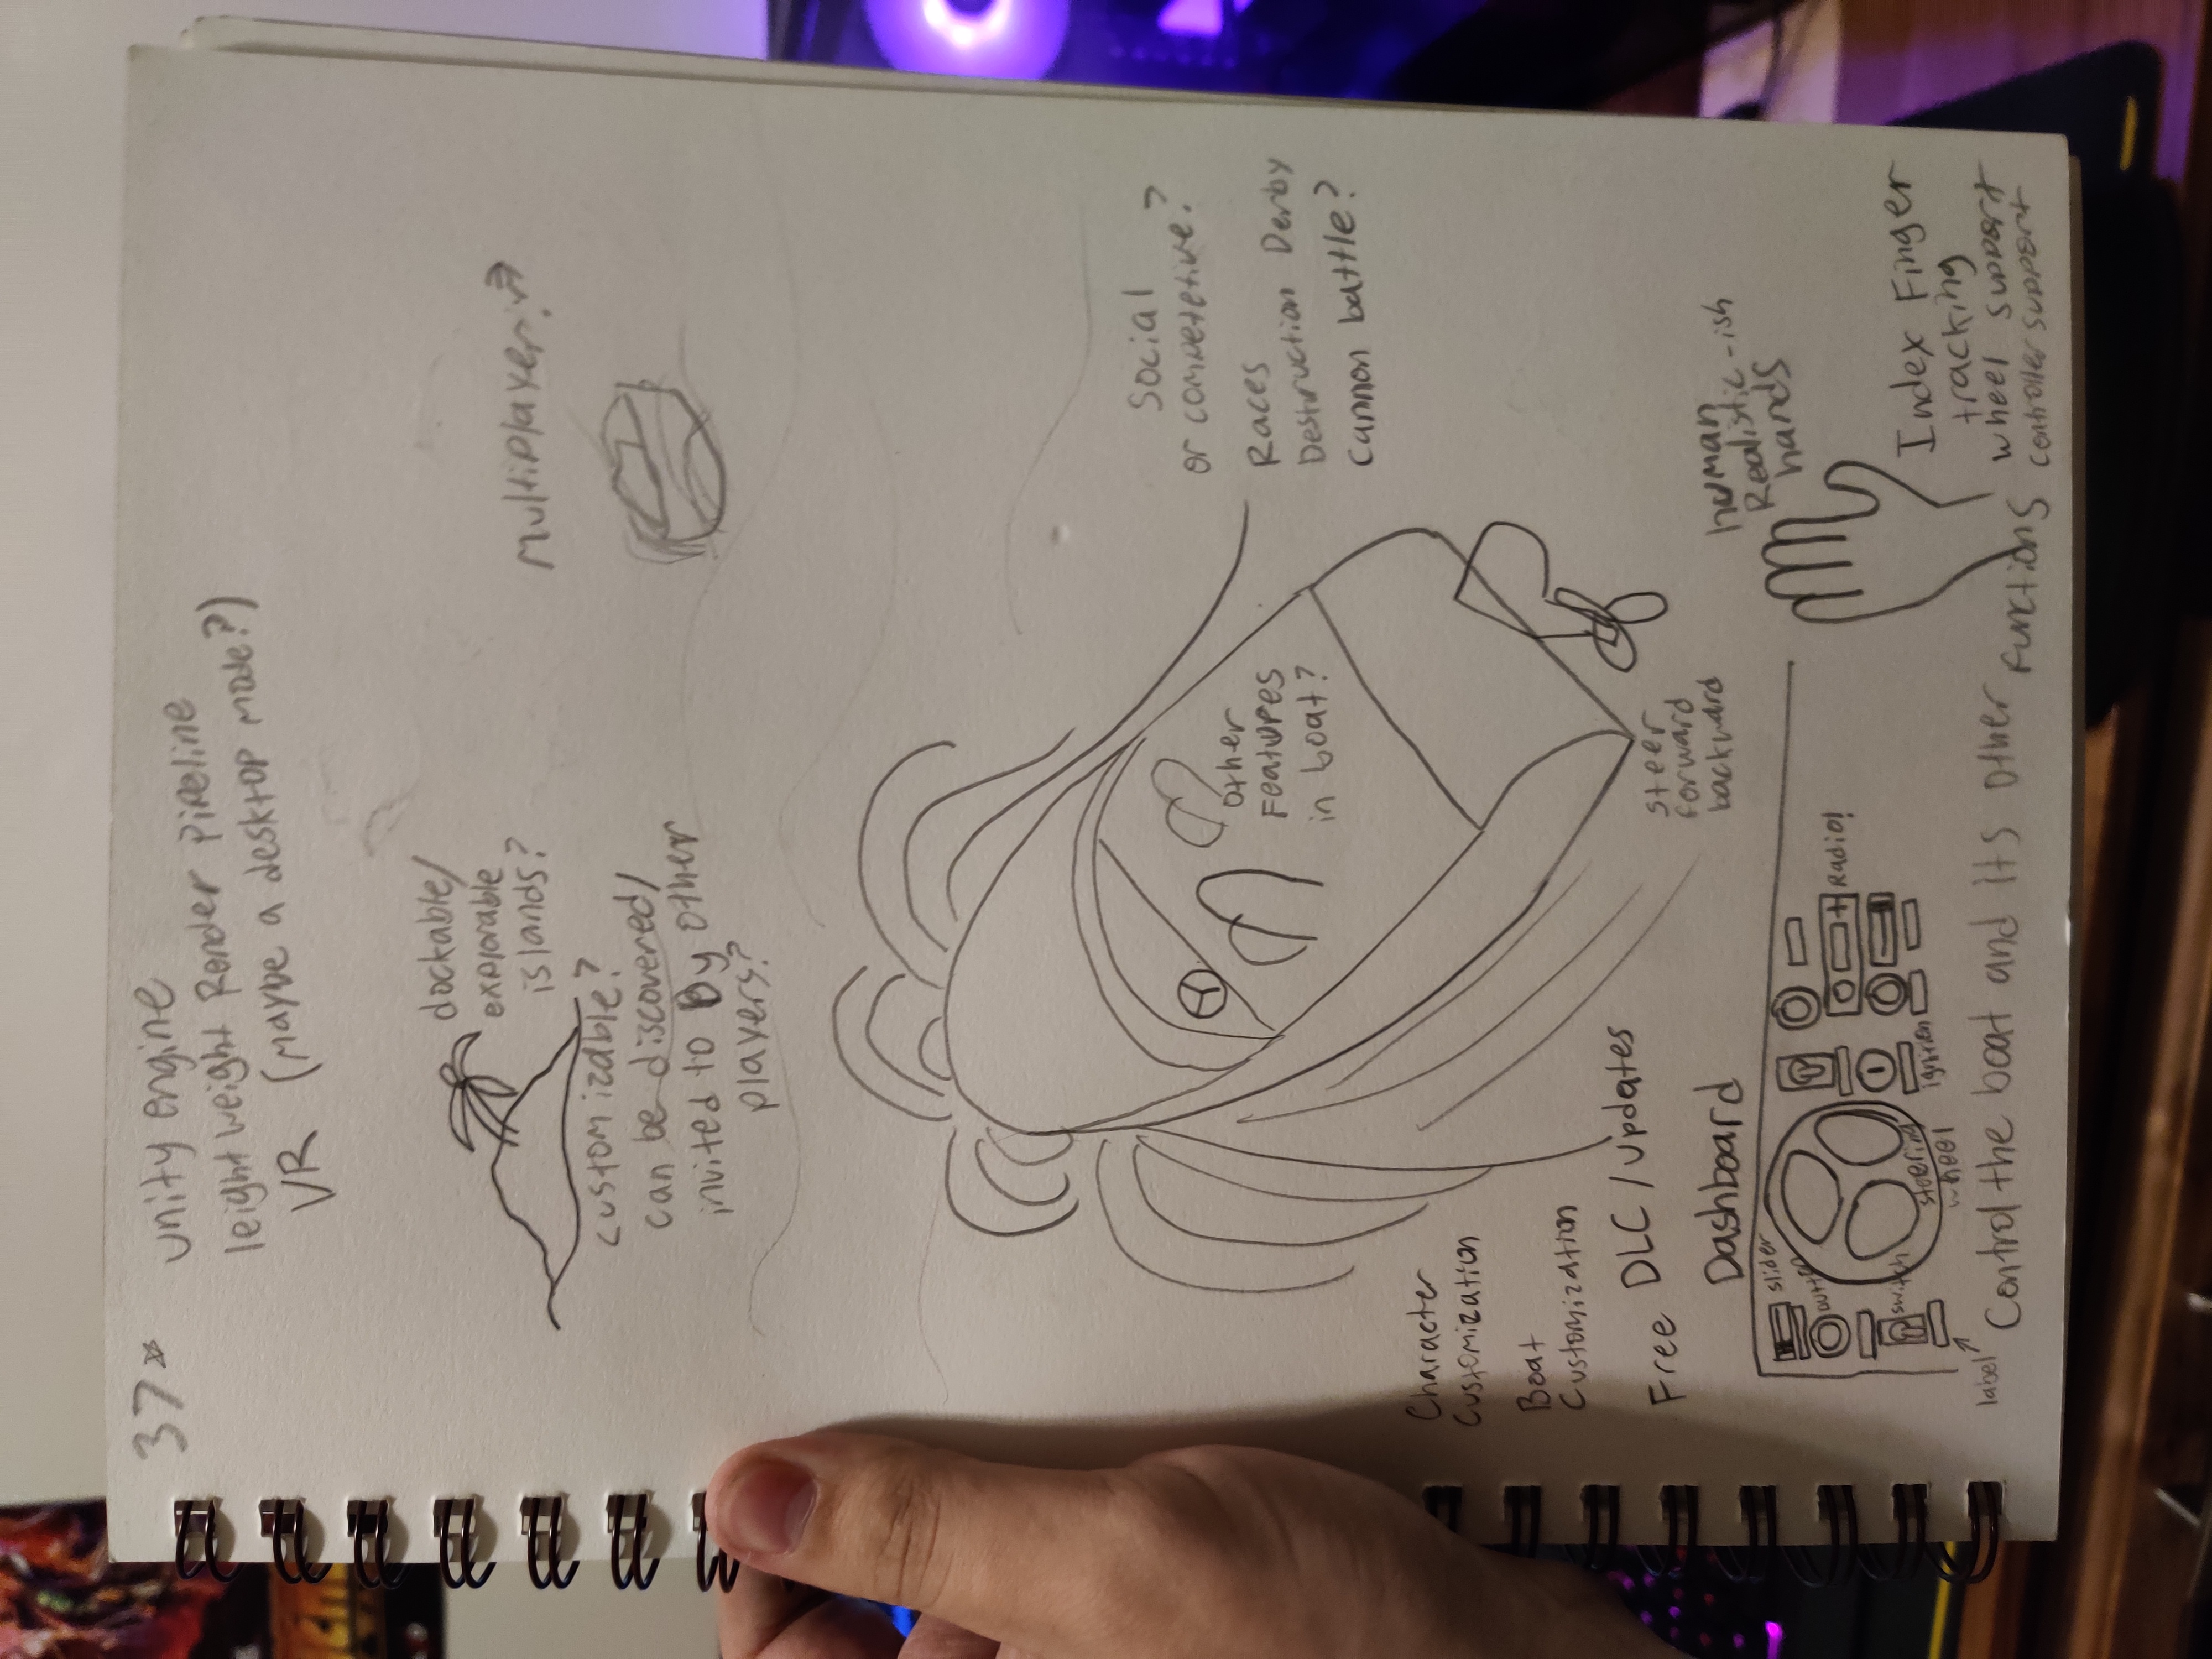 37
unity engine
leightweight Render Pipeline
VR (maybe a desktop mode?)
dockable/
explorable
islands?
customizable?
can be discovered/
invited to By other
players?
Multiplayer?
Social
or competetive?
Races
Destruction Derby
Cannon battle?
other
Features
in boat?
Character
Customization
Boat
Customization
Free DLC / updates
steer
forward
backward
Dashboard
slider
button
switch
label
steering
wheel
ignition
Radio!
human
Realistic-ish
hands
Index Finger
tracking
wheel support
controller support
Control the boat and its other functions